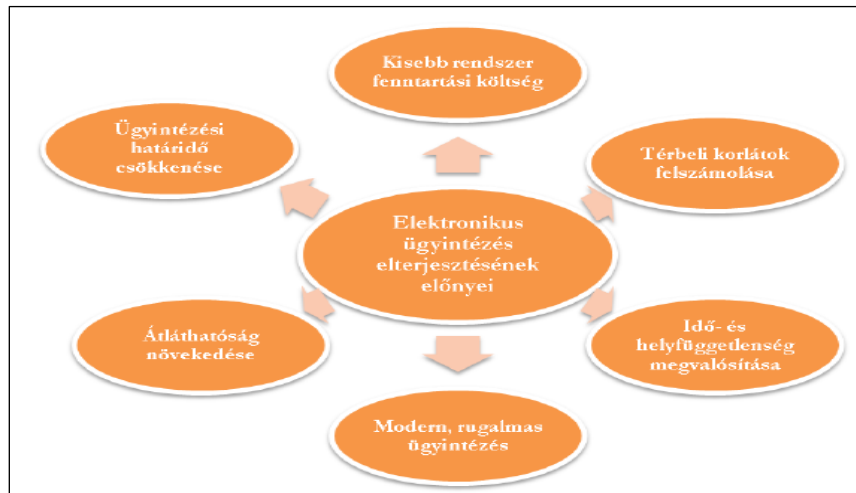 Kisebb rendszer
fenntartási költség
Ügyintézési
határidő
csökkenése
Térbeli korlátok
felszámolása
Elektronikus
ügyintézés
elterjesztésének
előnyei
Átláthatóság
növekedése
Idő- és
helyfüggetlenség
megvalósítása
Modern, rugalmas
ügyintézés